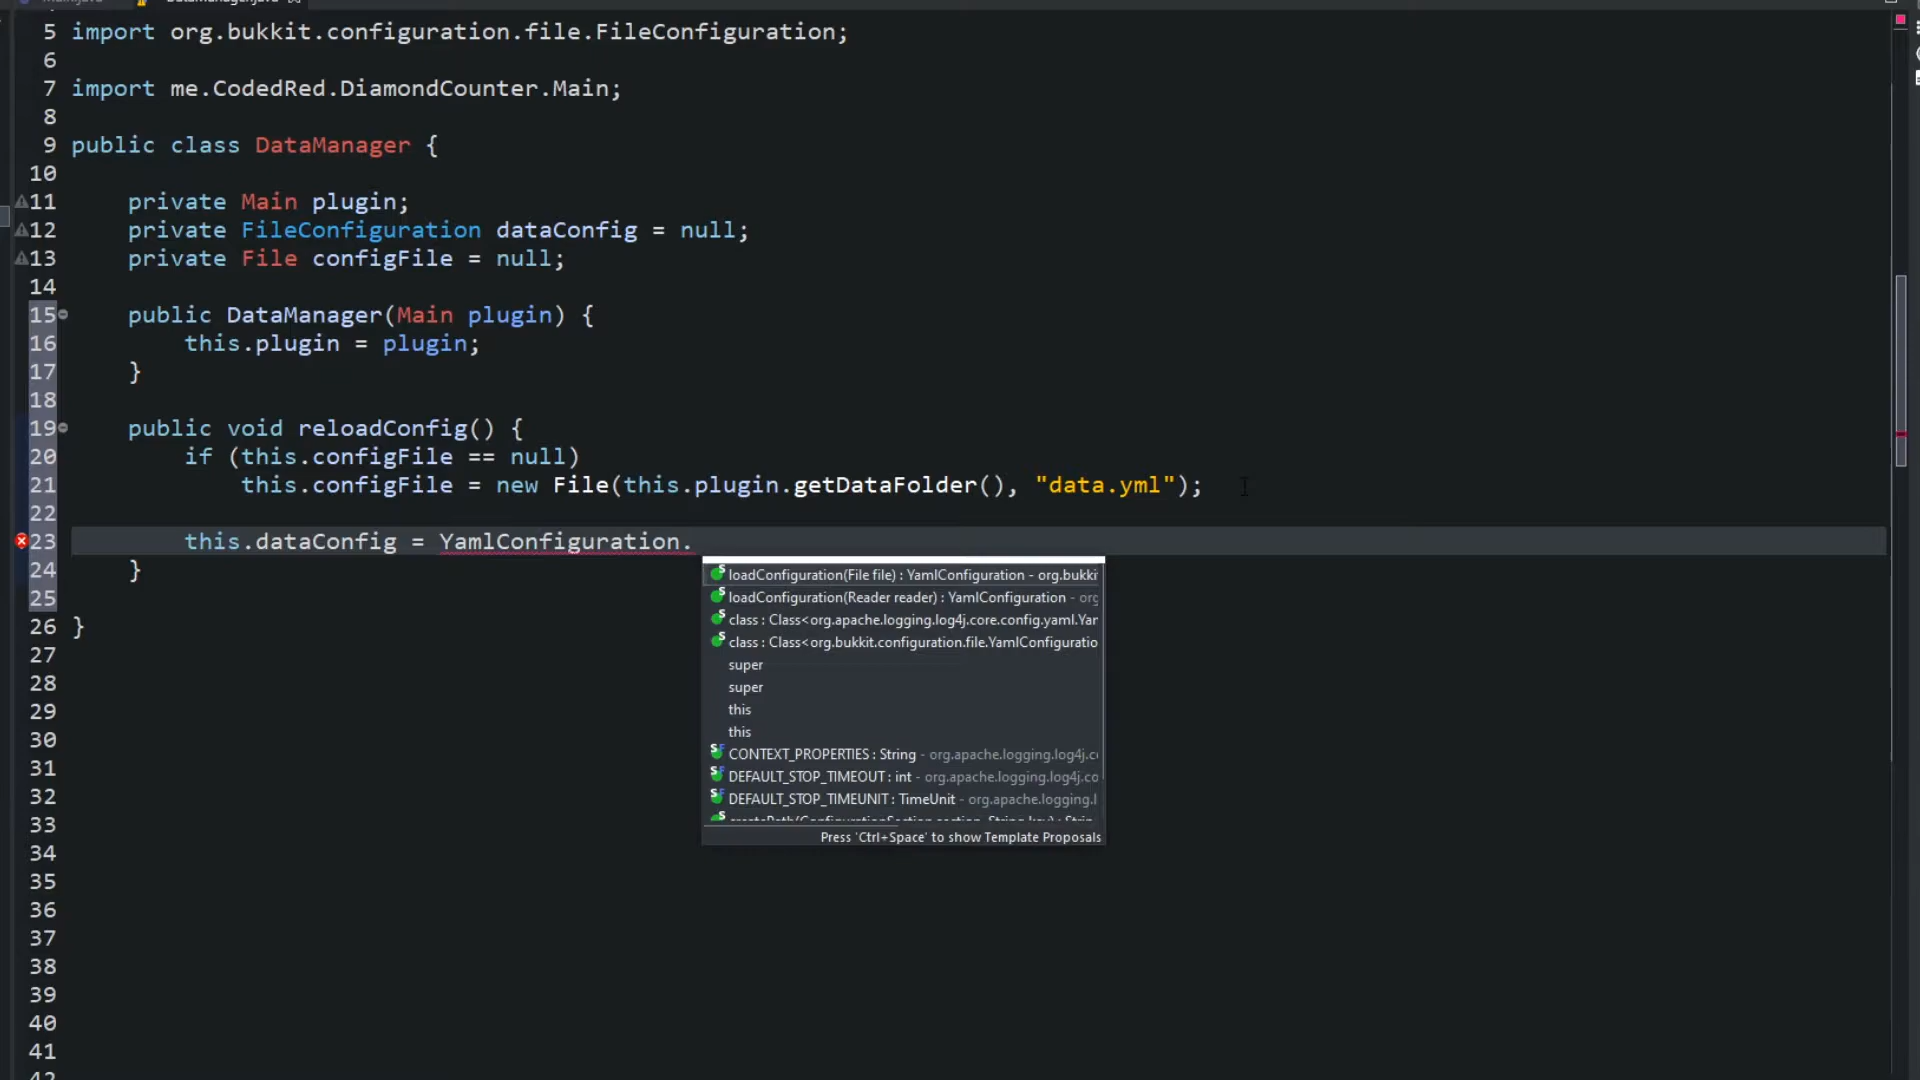 5 import org.bukkit.configuration.file.FileConfiguration;
6
7 import me.CodedRed.DiamondCounter.Main;
8
9 public class DataManager {
10
11 private Main plugin;
12 private FileConfiguration dataConfig = null;
13 private File configFile = null;
14
15 public DataManager(Main plugin) {
16 this.plugin = plugin;
17 }
18
19 public void reloadConfig() {
20 if (this.configFile == null)
21 this.configFile = new File(this.plugin.getDataFolder(), "data.yml");
22
23 this.dataConfig = YamlConfiguration.
24 }
25
26 }
27
28
29
30
31
32
33
34
35
36
37
38
39
40
41
loadConfiguration(File file) : YamlConfiguration - org.bukki
loadConfiguration(Reader reader) : YamlConfiguration - org
class : Class<org.apache.logging.log4j.core.config.yaml.Yar
class : Class<org.bukkit.configuration.file.YamlConfiguratio
super
super
this
this
CONTEXT_PROPERTIES : String - org.apache.logging.log4j.c
DEFAULT_STOP_TIMEOUT : int - org.apache.logging.log4j.co
DEFAULT_STOP_TIMEUNIT : TimeUnit - org.apache.logging.l
Press 'Ctrl+Space' to show Template Proposals